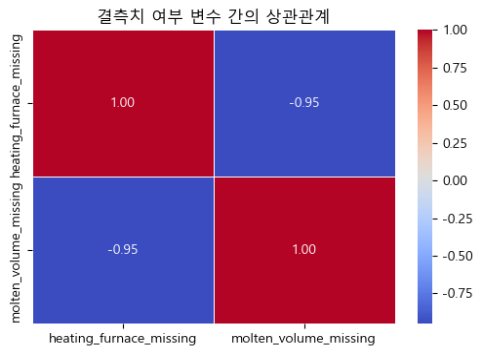 결측치 여부 변수 간의 상관관계
heating_furnace_missing
molten_volume_missing
1.00
-0.95
-0.95
1.00
heating_furnace_missing
molten_volume_missing
1.00
0.75
0.50
0.25
0.00
-0.25
-0.50
-0.75